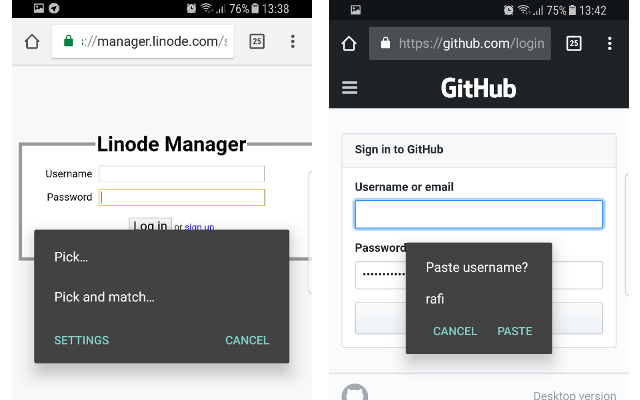 76% 13:38
://manager.linode.com/s
25
Linode Manager
Username
Password
Log in or sign up
Pick...
Pick and match...
SETTINGS CANCEL
75% 13:42
https://github.com/login
25
GitHub
Sign in to GitHub
Username or email
Password
Paste username?
rafi
CANCEL PASTE
Desktop version